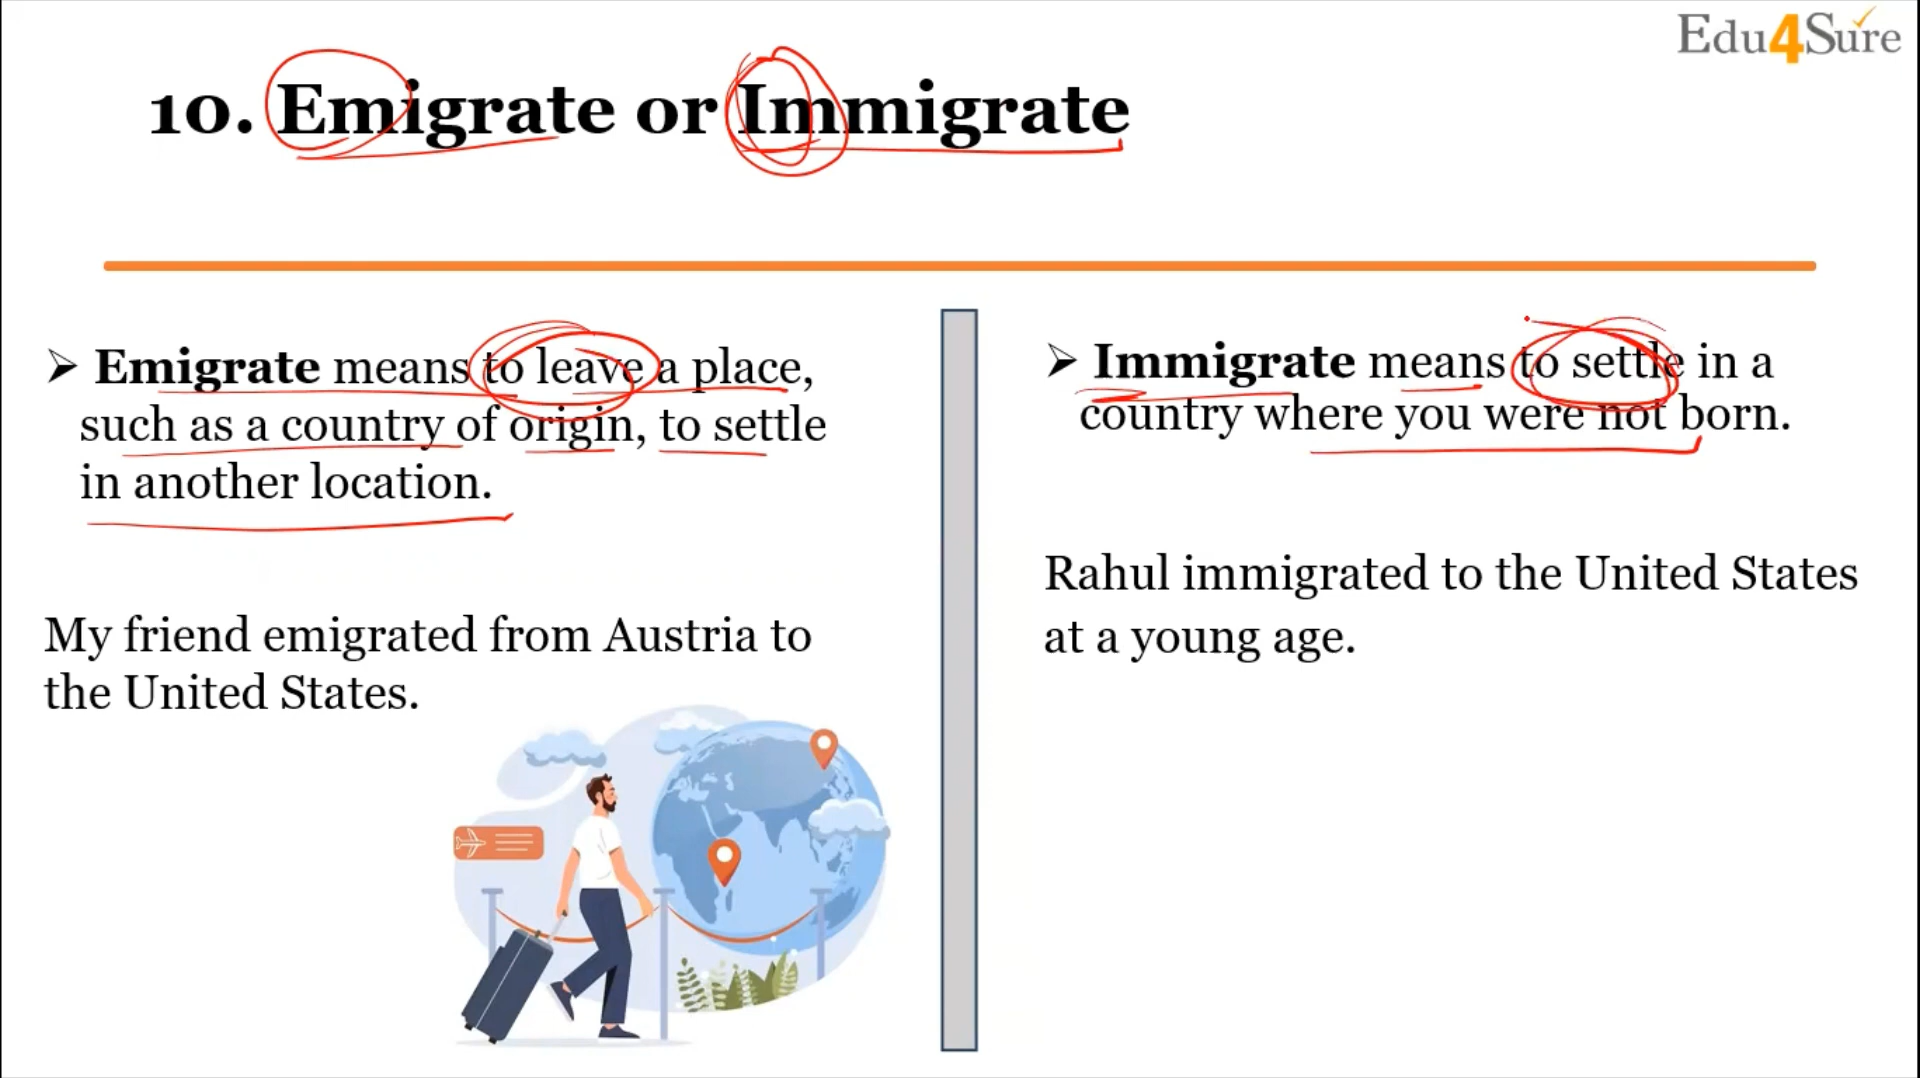 Edu4Sure
10. Emigrate or Immigrate
➢ Emigrate means to leave a place,
such as a country of origin, to settle
in another location.
My friend emigrated from Austria to
the United States.
➢ Immigrate means to settle in a
country where you were not born.
Rahul immigrated to the United States
at a young age.